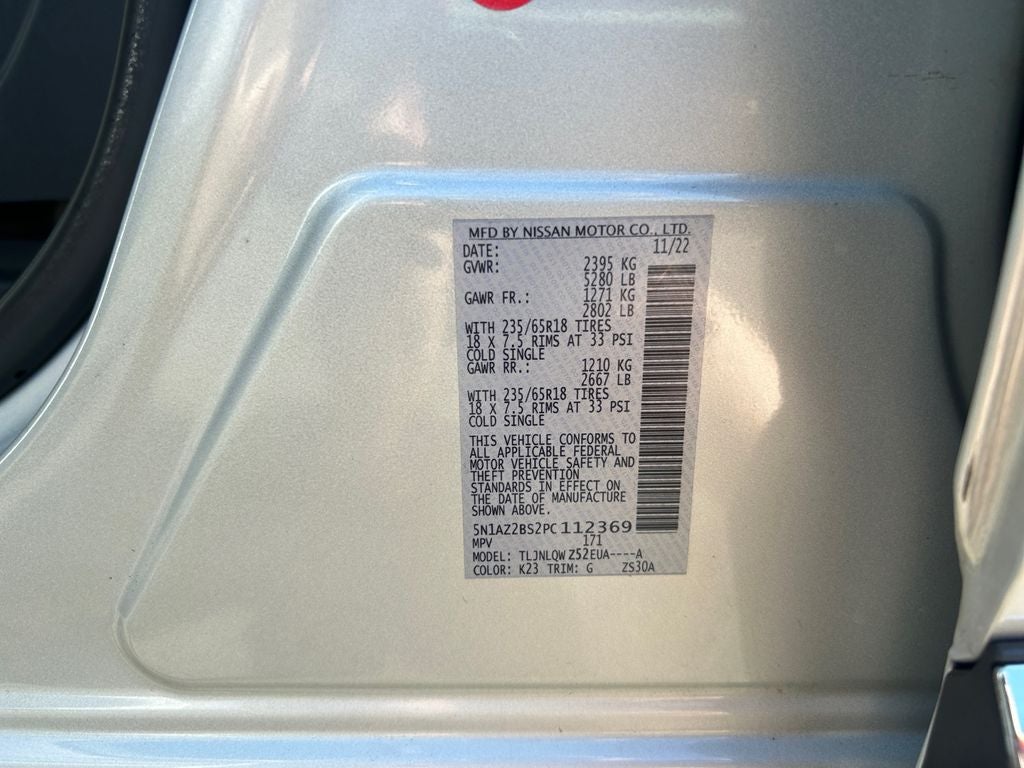 MFD BY NISSAN MOTOR CO., LTD.
DATE: 11/22
GVWR: 2395 KG
5280 LB
GAWR FR.: 1271 KG
2802 LB
WITH 235/65R18 TIRES
18 X 7.5 RIMS AT 33 PSI
COLD SINGLE
GAWR RR.: 1210 KG
2667 LB
WITH 235/65R18 TIRES
18 X 7.5 RIMS AT 33 PSI
COLD SINGLE
THIS VEHICLE CONFORMS TO
ALL APPLICABLE FEDERAL
MOTOR VEHICLE SAFETY AND
THEFT PREVENTION
STANDARDS IN EFFECT ON
THE DATE OF MANUFACTURE
SHOWN ABOVE.
5N1AZ2BS2PC112369
MPV 171
MODEL: TLJNLQWZ52EUA----A
COLOR: K23 TRIM: G ZS30A